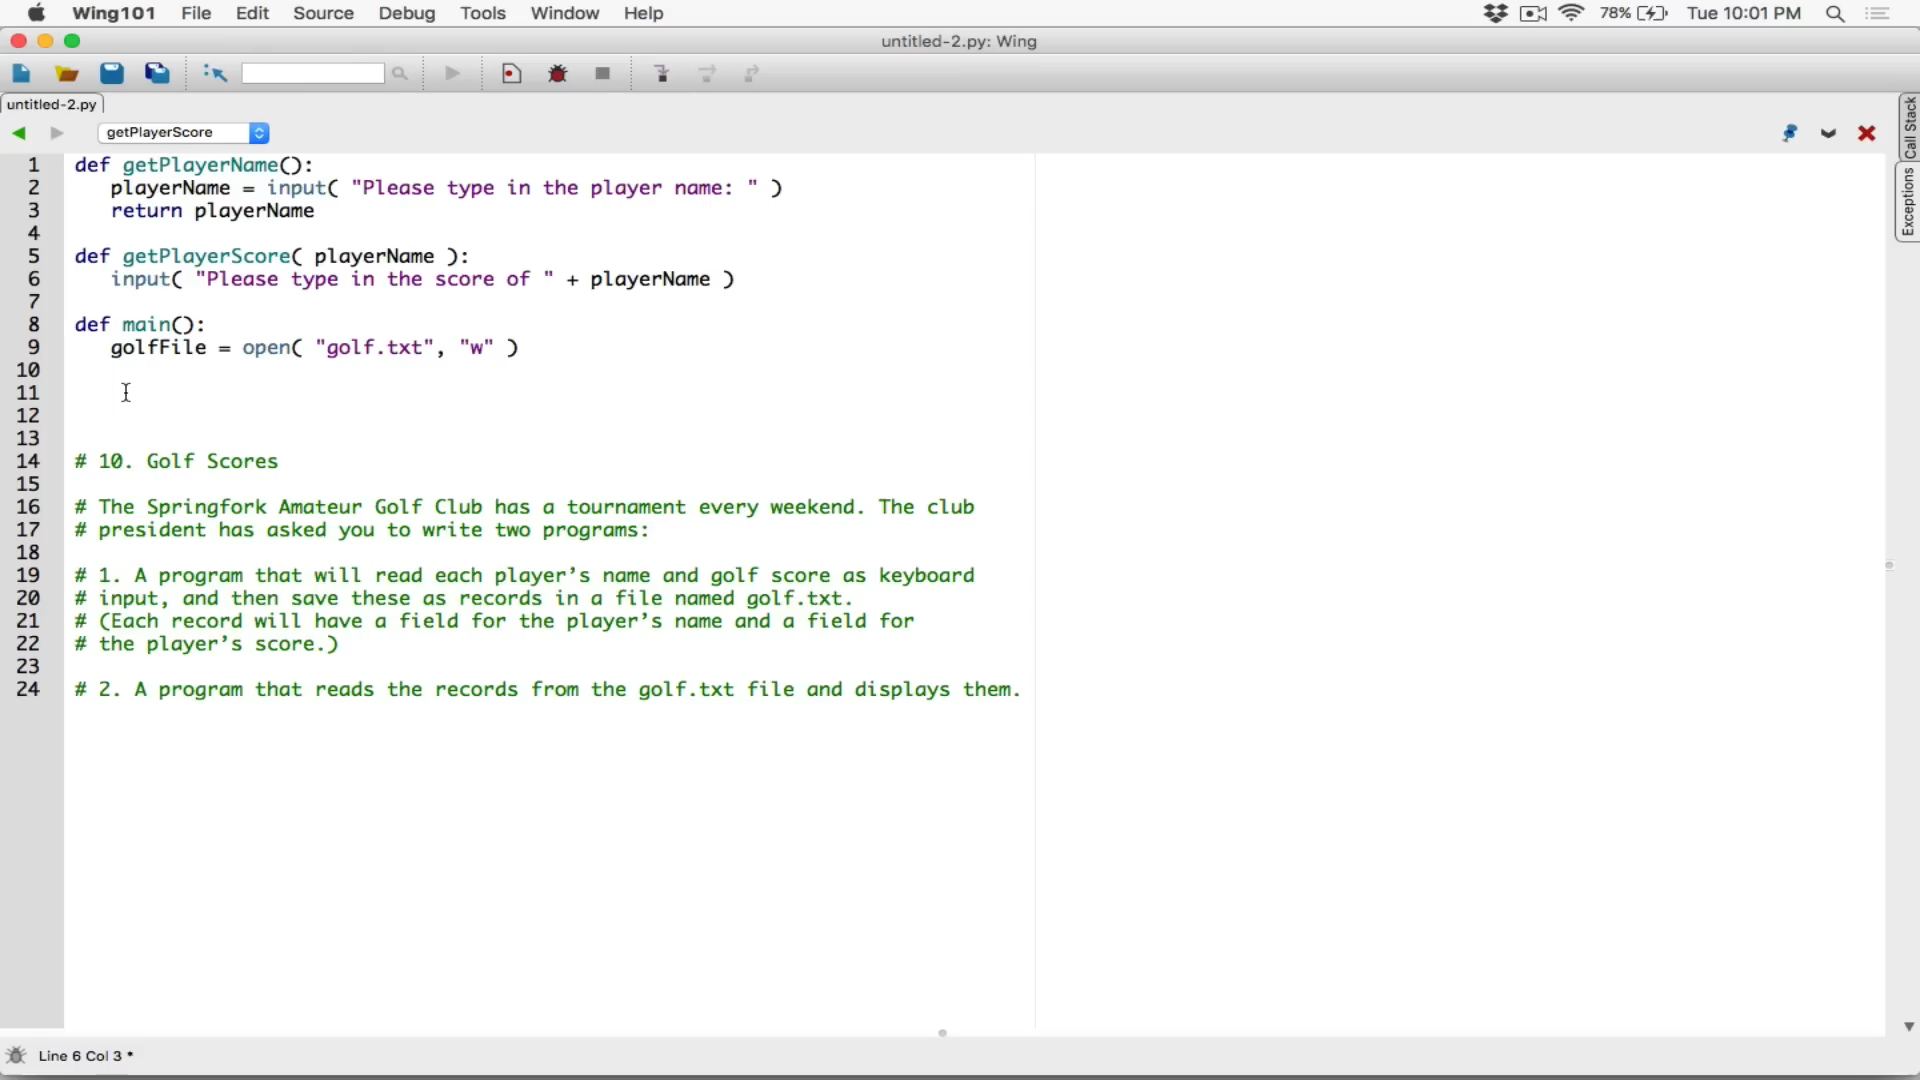 Wing101 File Edit Source Debug Tools Window Help 78% Tue 10:01 PM
untitled-2.py: Wing
untitled-2.py
getPlayerScore
Call Stack
Exceptions
1 def getPlayerName():
2 playerName = input( "Please type in the player name: " )
3 return playerName
4
5 def getPlayerScore( playerName ):
6 input( "Please type in the score of " + playerName )
7
8 def main():
9 golfFile = open( "golf.txt", "w" )
10
11
12
13
14 # 10. Golf Scores
15
16 # The Springfork Amateur Golf Club has a tournament every weekend. The club
17 # president has asked you to write two programs:
18
19 # 1. A program that will read each player’s name and golf score as keyboard
20 # input, and then save these as records in a file named golf.txt.
21 # (Each record will have a field for the player’s name and a field for
22 # the player’s score.)
23
24 # 2. A program that reads the records from the golf.txt file and displays them.
Line 6 Col 3 *